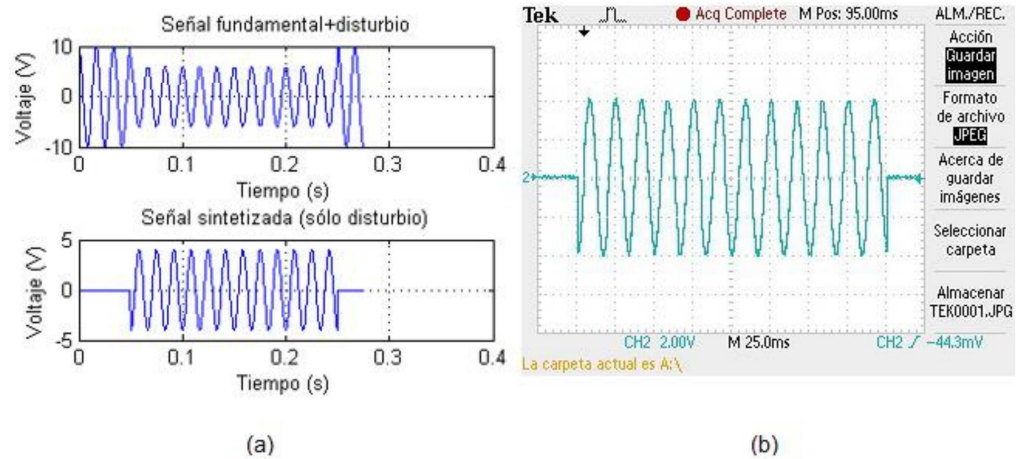 Señal fundamental+disturbio
Voltaje (V)
10
0
-10
0
0.1
0.2
0.3
0.4
Tiempo (s)
Señal sintetizada (sólo disturbio)
Voltaje (V)
5
0
-5
0
0.1
0.2
0.3
0.4
Tiempo (s)
(a)
Tek
Acq Complete
M Pos: 95.00ms
ALM./REC.
Acción
Guardar
imagen
Formato
de archivo
JPEG
Acerca de
guardar
imágenes
Seleccionar
carpeta
Almacenar
TEK0001.JPG
2
CH2 2.00V
M 25.0ms
CH2 / -44.3mV
La carpeta actual es A:\
(b)